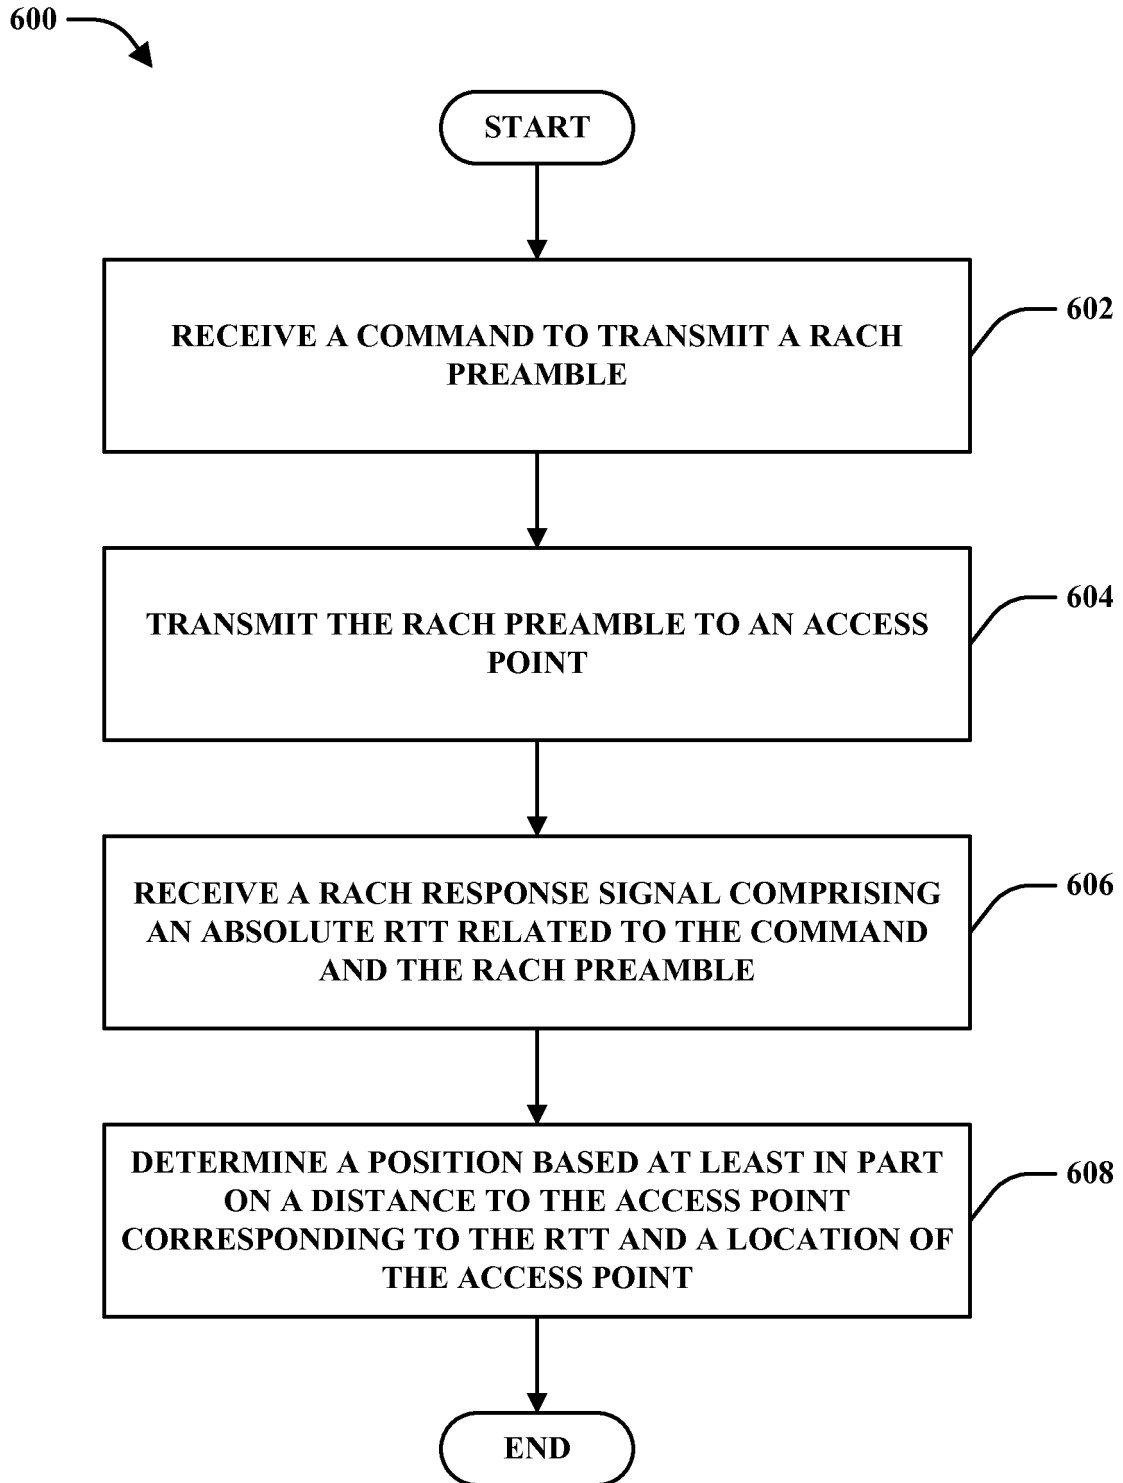 600
START
RECEIVE A COMMAND TO TRANSMIT A RACH
PREAMBLE
602
TRANSMIT THE RACH PREAMBLE TO AN ACCESS
POINT
604
RECEIVE A RACH RESPONSE SIGNAL COMPRISING
AN ABSOLUTE RTT RELATED TO THE COMMAND
AND THE RACH PREAMBLE
606
DETERMINE A POSITION BASED AT LEAST IN PART
ON A DISTANCE TO THE ACCESS POINT
CORRESPONDING TO THE RTT AND A LOCATION OF
THE ACCESS POINT
608
END